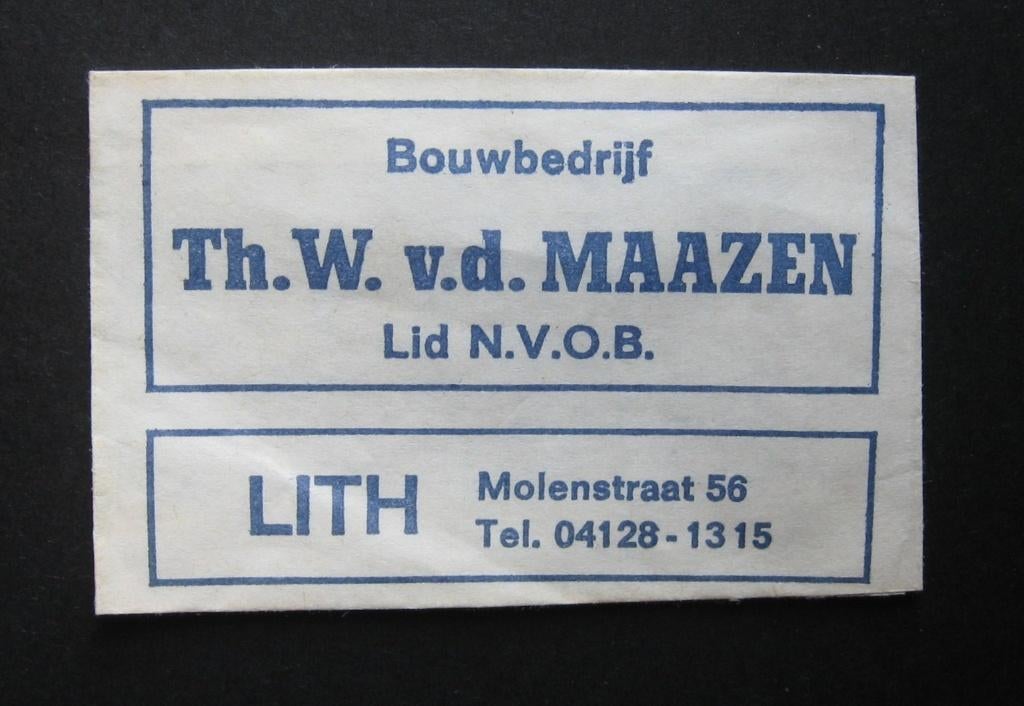 Bouwbedrijf
Th.W. v.d. MAAZEN
Lid N.V.O.B.
LITH
Molenstraat 56
Tel. 04128-1315